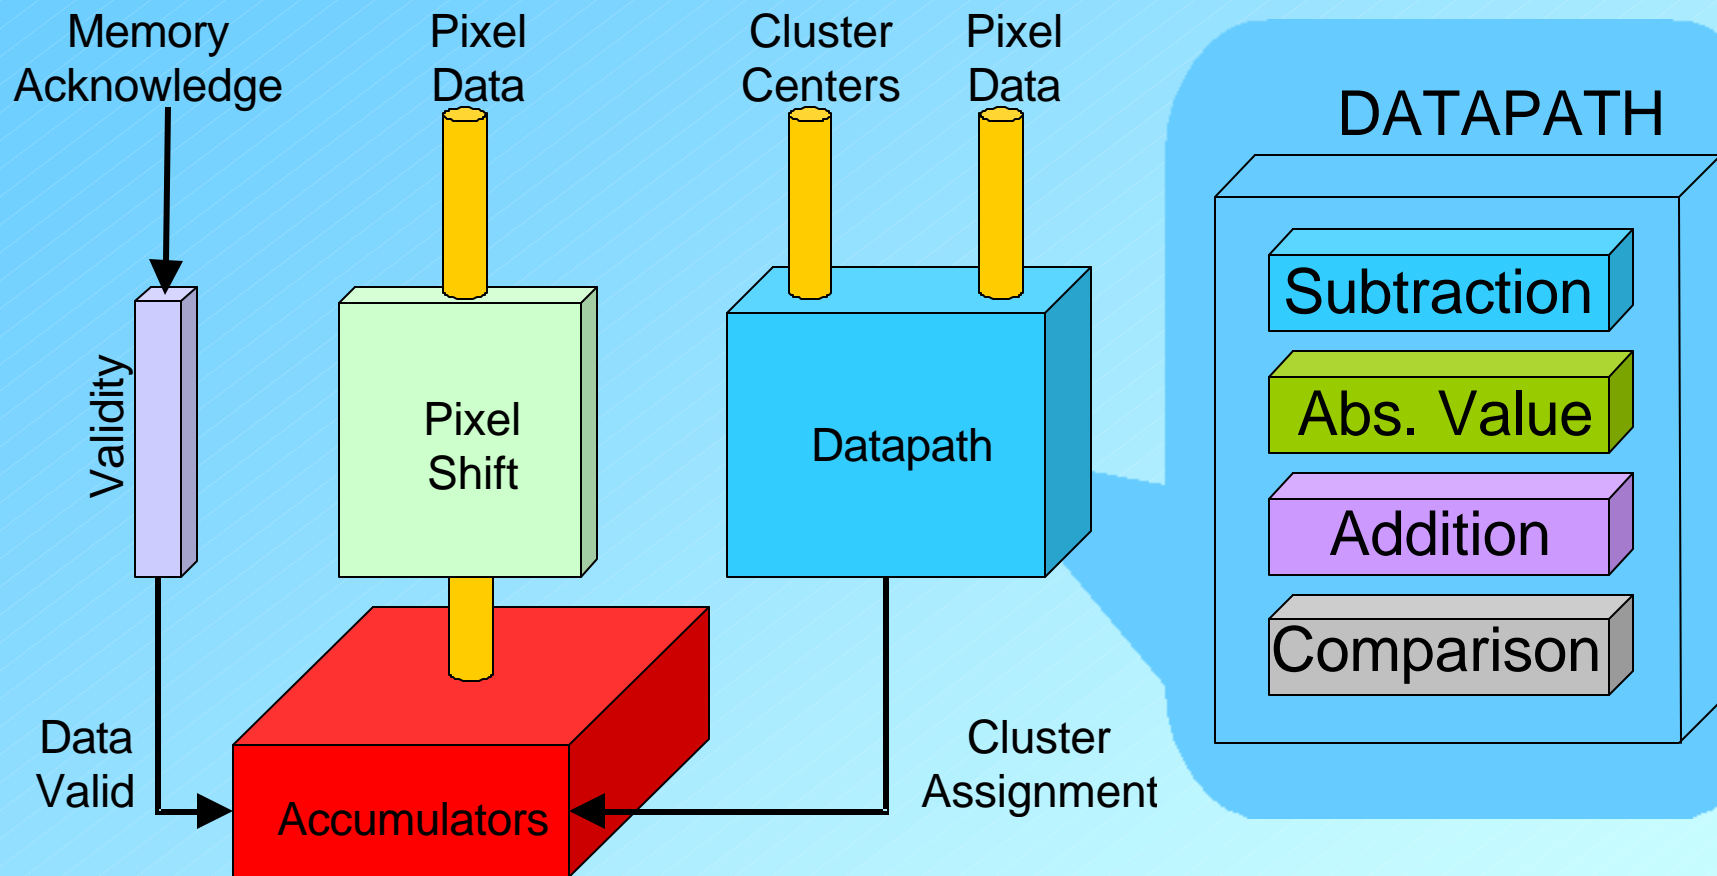 Memory
Acknowledge
Pixel
Data
Cluster
Centers
Pixel
Data
DATAPATH
Validity
Pixel
Shift
Datapath
Subtraction
Abs. Value
Addition
Comparison
Data
Valid
Accumulators
Cluster
Assignment